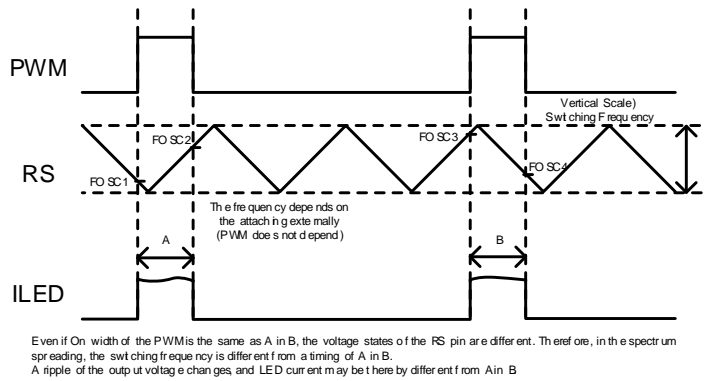 PWM
Vertical Scale)
Switching Frequency
FOSC2
FOSC3
RS
FOSC1
FOSC4
The frequency depends on
the attaching externally
(PWM does not depend)
A
B
ILED
Even if On width of the PWM is the same as A in B, the voltage states of the RS pin are different. Therefore, in the spectrum
spreading, the switching frequency is different from a timing of A in B.
A ripple of the output voltage changes, and LED current may be thereby different from A in B